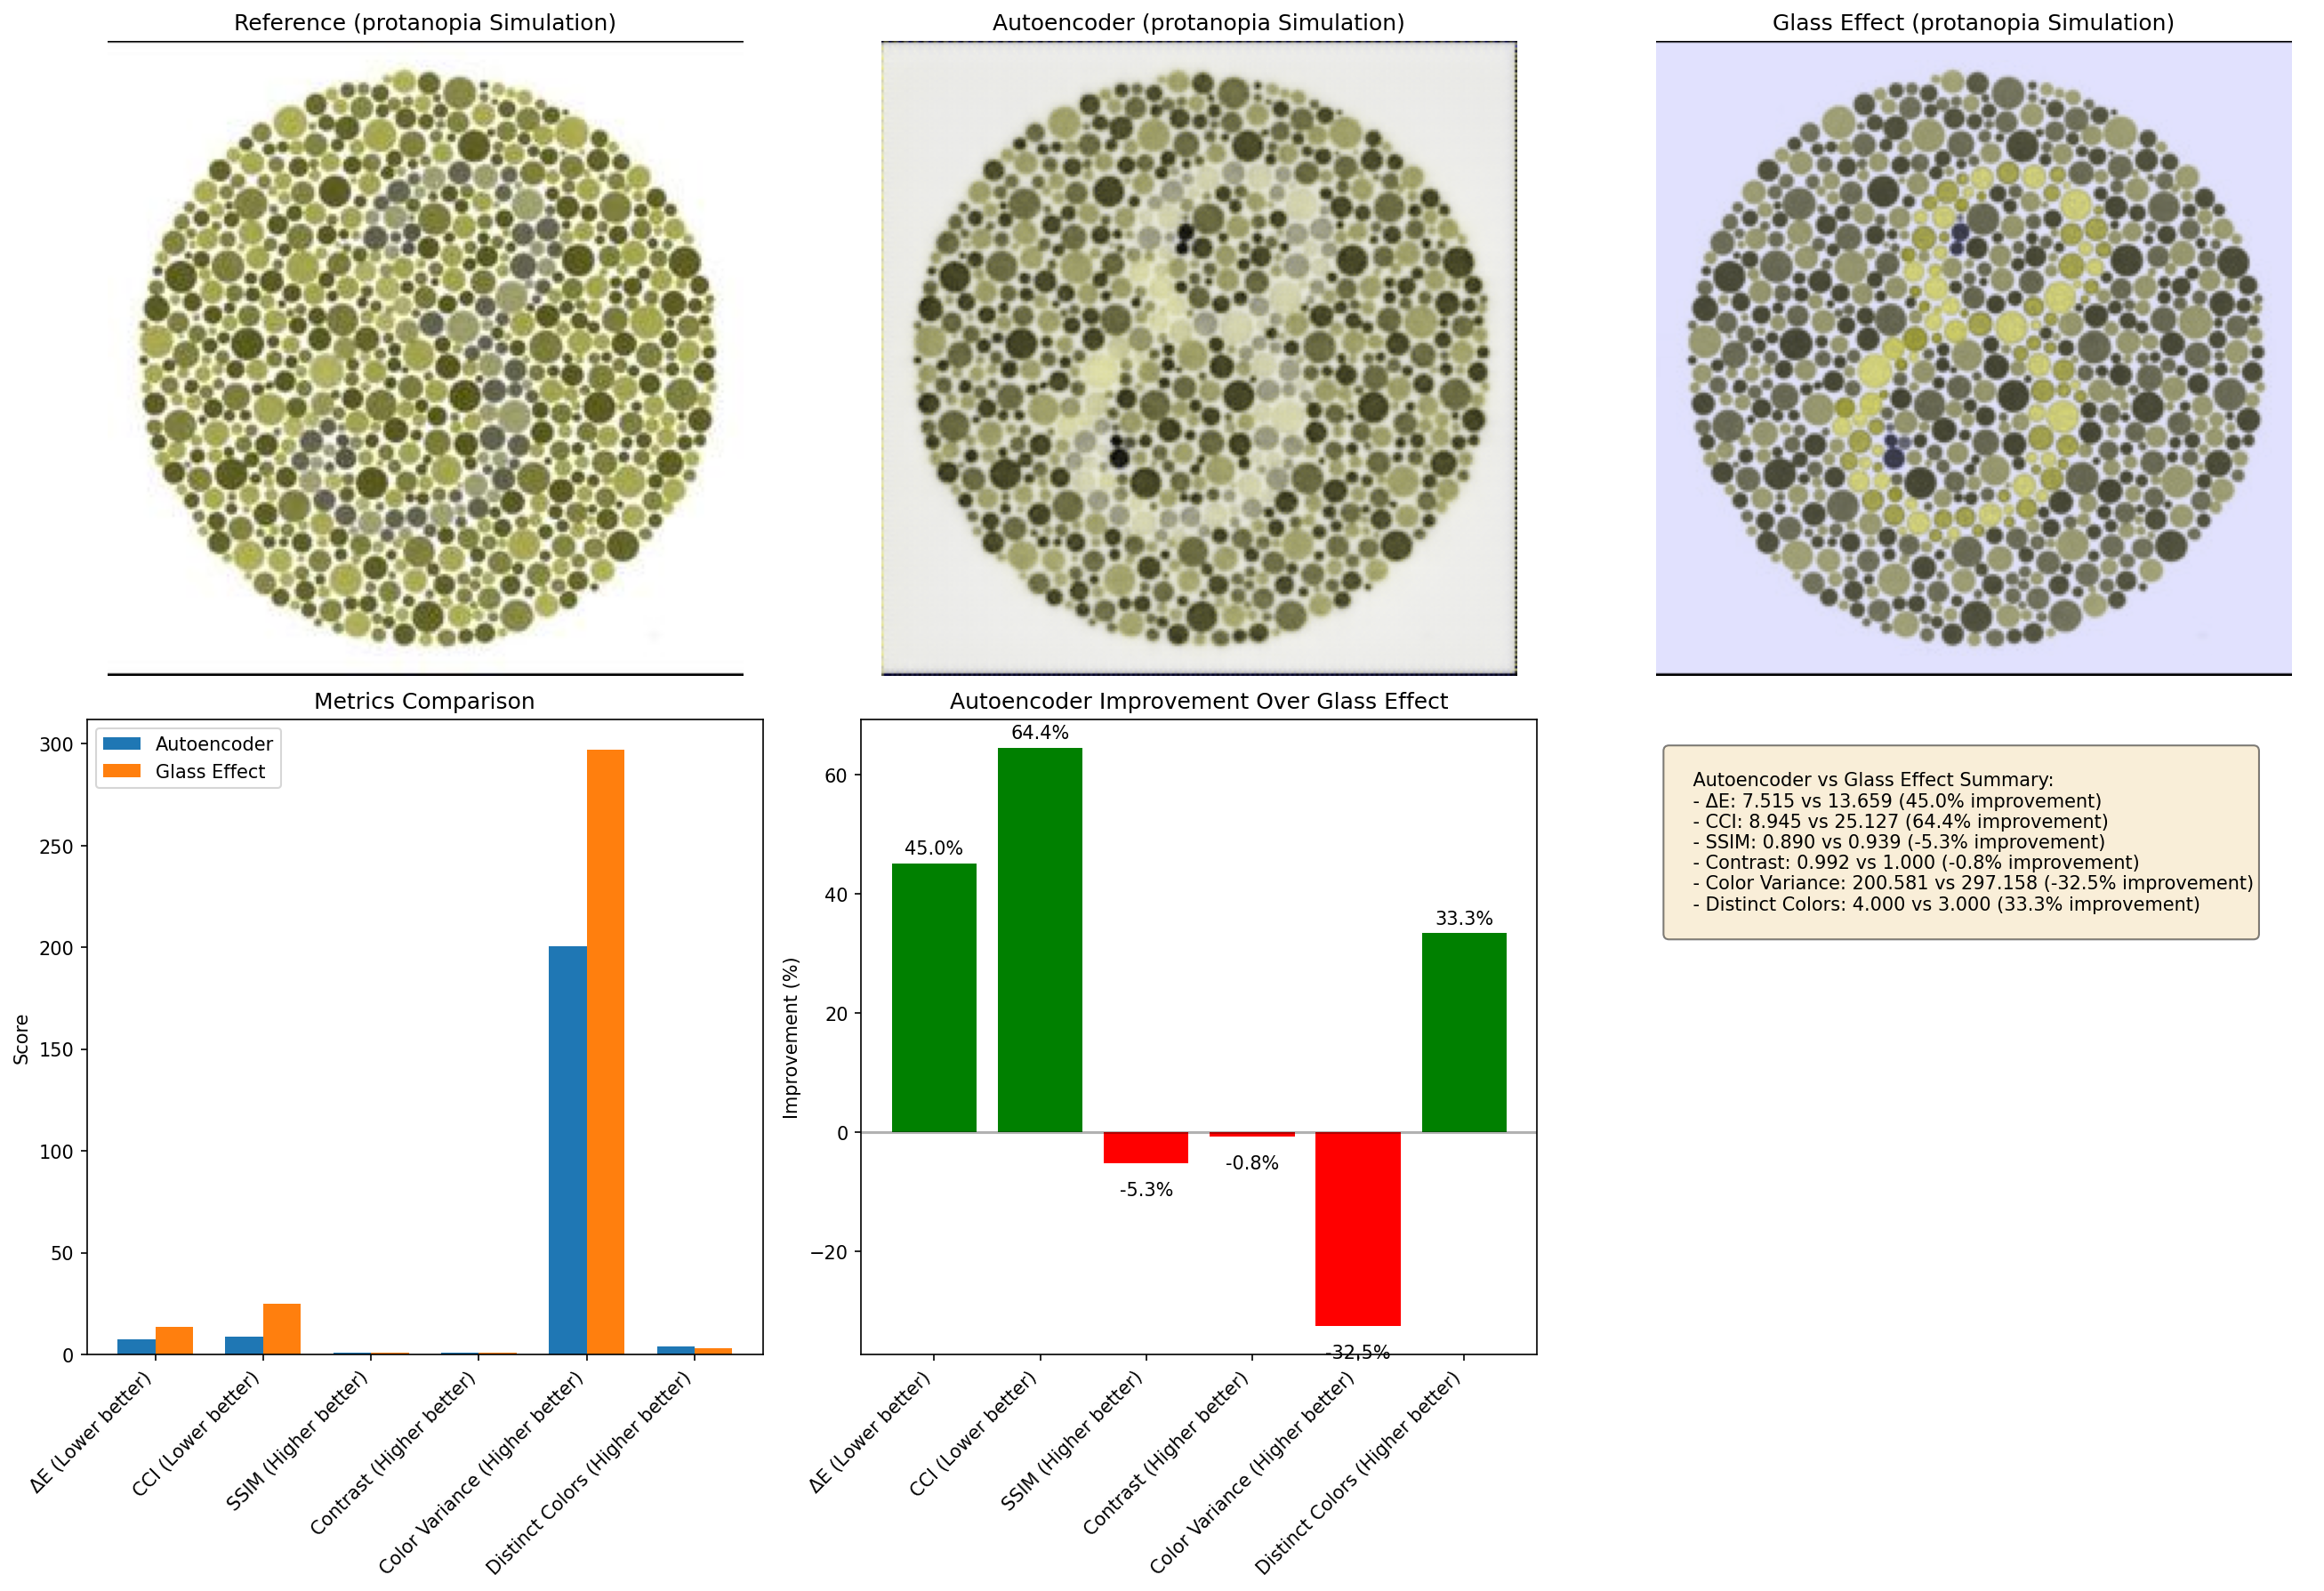 Reference (protanopia Simulation)
Autoencoder (protanopia Simulation)
Glass Effect (protanopia Simulation)
Metrics Comparison
Autoencoder
Glass Effect
300
250
200
150
100
50
0
Score
ΔE (Lower better)
CCI (Lower better)
SSIM (Higher better)
Contrast (Higher better)
Color Variance (Higher better)
Distinct Colors (Higher better)
Autoencoder Improvement Over Glass Effect
60
40
20
0
−20
Improvement (%)
45.0%
64.4%
-5.3%
-0.8%
-32.5%
33.3%
ΔE (Lower better)
CCI (Lower better)
SSIM (Higher better)
Contrast (Higher better)
Color Variance (Higher better)
Distinct Colors (Higher better)
Autoencoder vs Glass Effect Summary:
- ΔE: 7.515 vs 13.659 (45.0% improvement)
- CCI: 8.945 vs 25.127 (64.4% improvement)
- SSIM: 0.890 vs 0.939 (-5.3% improvement)
- Contrast: 0.992 vs 1.000 (-0.8% improvement)
- Color Variance: 200.581 vs 297.158 (-32.5% improvement)
- Distinct Colors: 4.000 vs 3.000 (33.3% improvement)